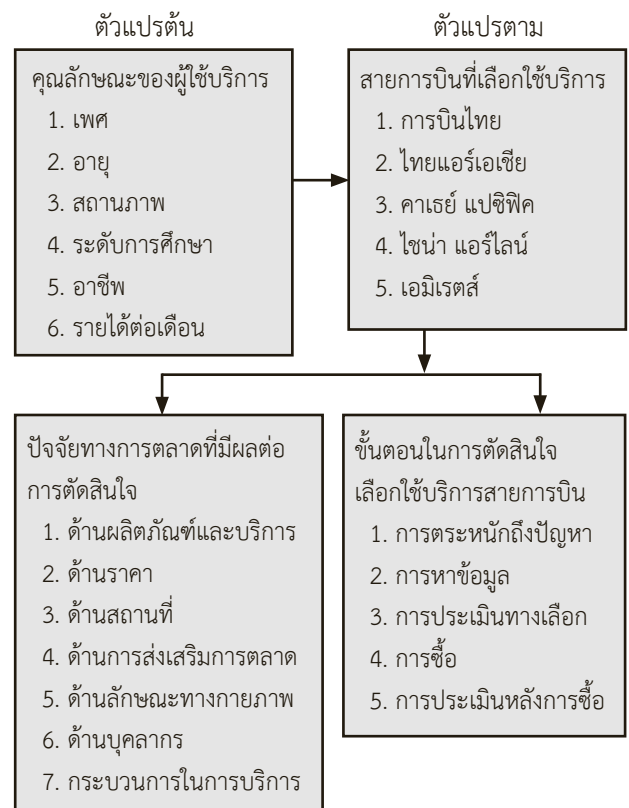 ตัวแปรต้น
คุณลักษณะของผู้ใช้บริการ
1. เพศ
2. อายุ
3. สถานภาพ
4. ระดับการศึกษา
5. อาชีพ
6. รายได้ต่อเดือน
ตัวแปรตาม
สายการบินที่เลือกใช้บริการ
1. การบินไทย
2. ไทยแอร์เอเชีย
3. คาเธย์ แปซิฟิค
4. ไชน่า แอร์ไลน์
5. เอมิเรตส์
ปัจจัยทางการตลาดที่มีผลต่อ
การตัดสินใจ
1. ด้านผลิตภัณฑ์และบริการ
2. ด้านราคา
3. ด้านสถานที่
4. ด้านการส่งเสริมการตลาด
5. ด้านลักษณะทางกายภาพ
6. ด้านบุคลากร
7. กระบวนการในการบริการ
ขั้นตอนในการตัดสินใจ
เลือกใช้บริการสายการบิน
1. การตระหนักถึงปัญหา
2. การหาข้อมูล
3. การประเมินทางเลือก
4. การซื้อ
5. การประเมินหลังการซื้อ